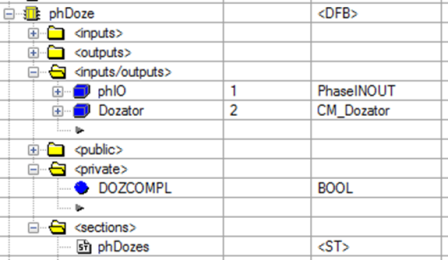 phDoze <DFB>
<inputs>
<outputs>
<inputs/outputs>
phIO 1 PhaseINOUT
Dozator 2 CM_Dozator
<public>
<private>
DOZCOMPL BOOL
<sections>
phDozes <ST>